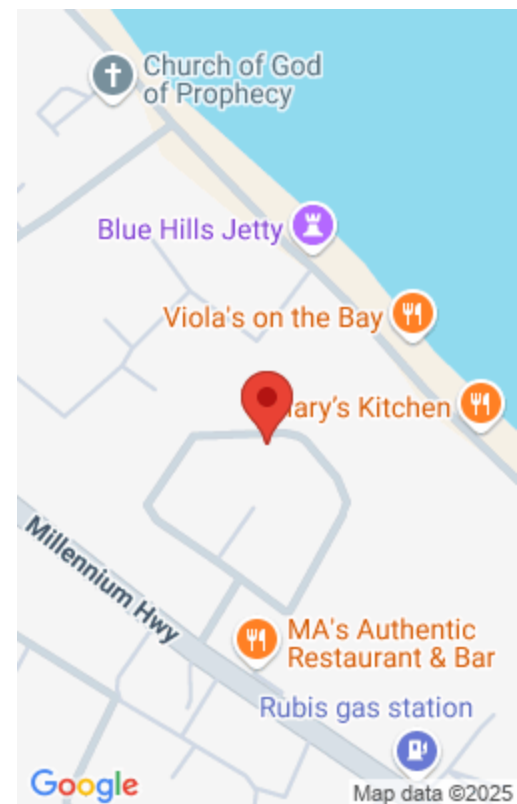 Church of God
of Prophecy
Blue Hills Jetty
Viola's on the Bay
Kitchen
Millennium Hwy
MA's Authentic
Restaurant & Bar
Rubis gas station
Google
Map data ©2025